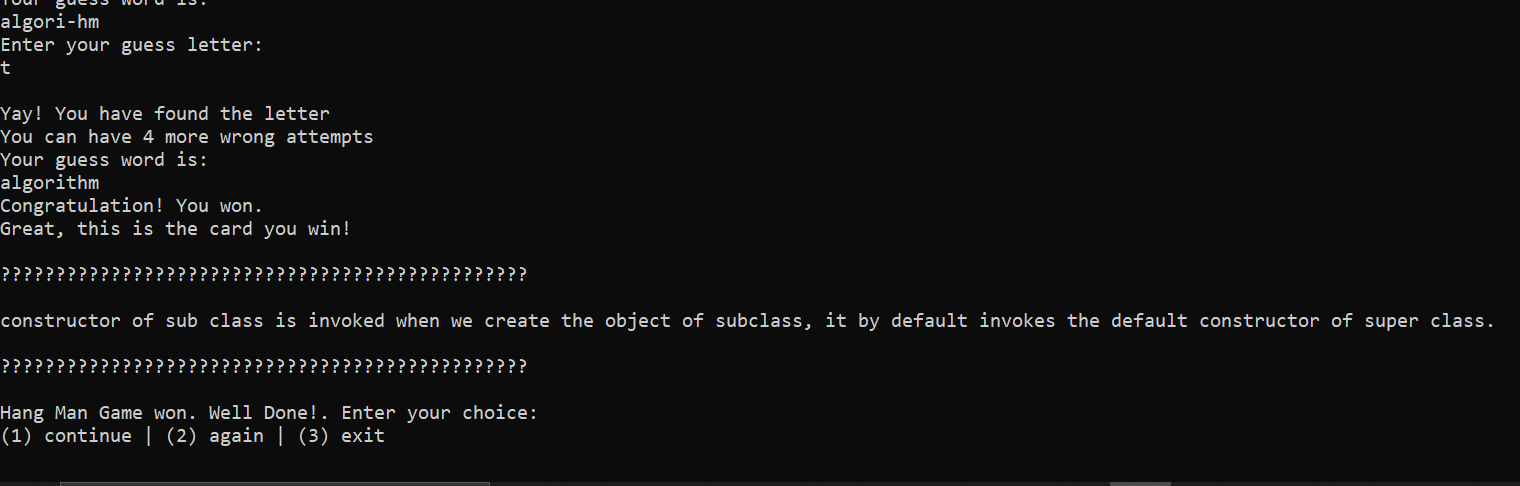 Your guess word is:
algori-hm
Enter your guess letter:
t
Yay! You have found the letter
You can have 4 more wrong attempts
Your guess word is:
algorithm
Congratulation! You won.
Great, this is the card you win!
????????????????????????????????????????????????
constructor of sub class is invoked when we create the object of subclass, it by default invokes the default constructor of super class.
????????????????????????????????????????????????
Hang Man Game won. Well Done!. Enter your choice:
(1) continue | (2) again | (3) exit